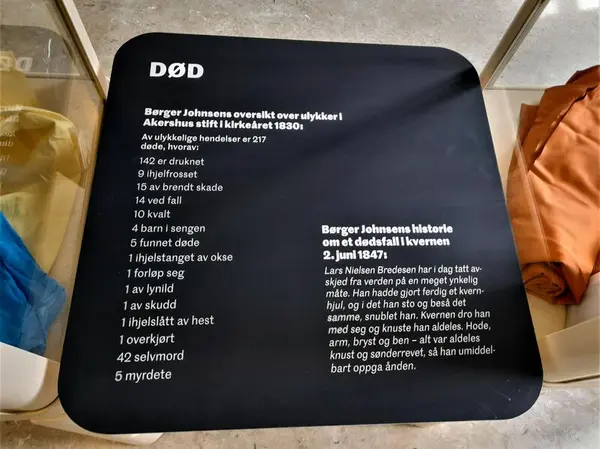 DØD
Børger Johnsens oversikt over ulykker i
Akershus stift i kirkeåret 1830:
Av ulykkelige hendelser er 217
døde, hvorav:
142 er druknet
9 ihjelfrosset
15 av brendt skade
14 ved fall
10 kvalt
4 barn i sengen
5 funnet døde
1 ihjelstanget av okse
1 forløp seg
1 av lynild
1 av skudd
1 ihjelslått av hest
1 overkjørt
42 selvmord
5 myrdete
Børger Johnsens historie
om et dødsfall i kvernen
2. juni 1847:
Lars Nielsen Bredesen har i dag tatt av-
skjed fra verden på en meget ynkelig
måte. Han hadde gjort ferdig et kvern-
hjul, og i det han sto og beså det
samme, snublet han. Kvernen dro han
med seg og knuste han aldeles. Hode,
arm, bryst og ben – alt var aldeles
knust og sønderrevet, så han umiddel-
bart oppga ånden.